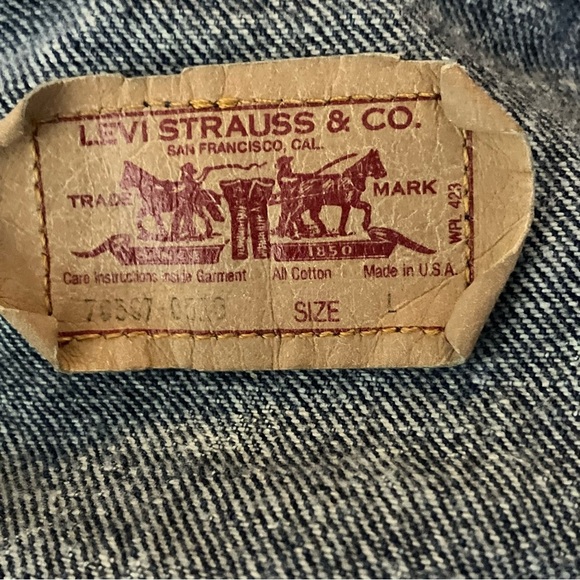 LEVI STRAUSS & CO.
SAN FRANCISCO, CAL.
TRADE MARK
WPL 423
1850
Care Instructions Inside Garment All Cotton Made in U.S.A.
SIZE L